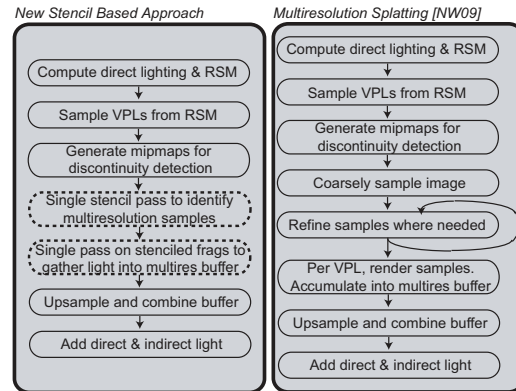 New Stencil Based Approach
Compute direct lighting & RSM
Sample VPLs from RSM
Generate mipmaps for
discontinuity detection
Single stencil pass to identify
multiresolution samples
Single pass on stenciled frags to
gather light into multires buffer
Upsample and combine buffer
Add direct & indirect light
Multiresolution Splatting [NW09]
Compute direct lighting & RSM
Sample VPLs from RSM
Generate mipmaps for
discontinuity detection
Coarsely sample image
Refine samples where needed
Per VPL, render samples.
Accumulate into multires buffer
Upsample and combine buffer
Add direct & indirect light